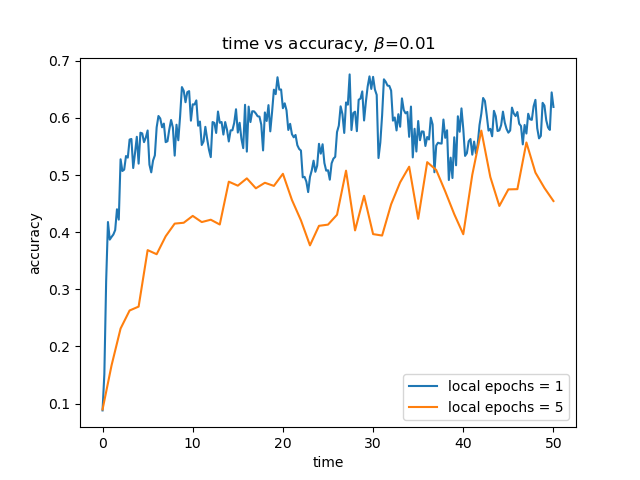 time vs accuracy, β=0.01
accuracy
0.7
0.6
0.5
0.4
0.3
0.2
0.1
local epochs = 1
local epochs = 5
0 10 20 30 40 50
time